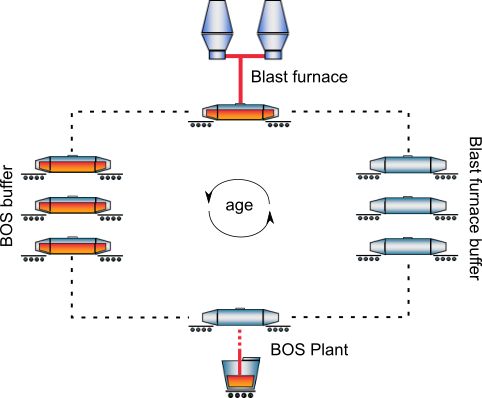 Blast furnace
BOS buffer
age
Blast furnace buffer
BOS Plant